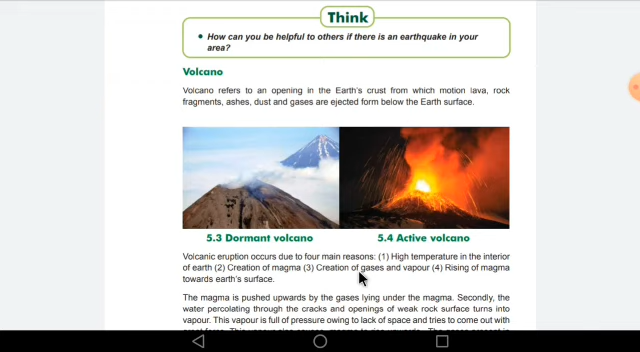 Think
• How can you be helpful to others if there is an earthquake in your
area?
Volcano
Volcano refers to an opening in the Earth's crust from which motion lava, rock
fragments, ashes, dust and gases are ejected form below the Earth surface.
5.3 Dormant volcano
5.4 Active volcano
Volcanic eruption occurs due to four main reasons: (1) High temperature in the interior
of earth (2) Creation of magma (3) Creation of gases and vapour (4) Rising of magma
towards earth's surface.
The magma is pushed upwards by the gases lying under the magma. Secondly, the
water percolating through the cracks and openings of weak rock surface turns into
vapour. This vapour is full of pressure owing to lack of space and tries to come out with